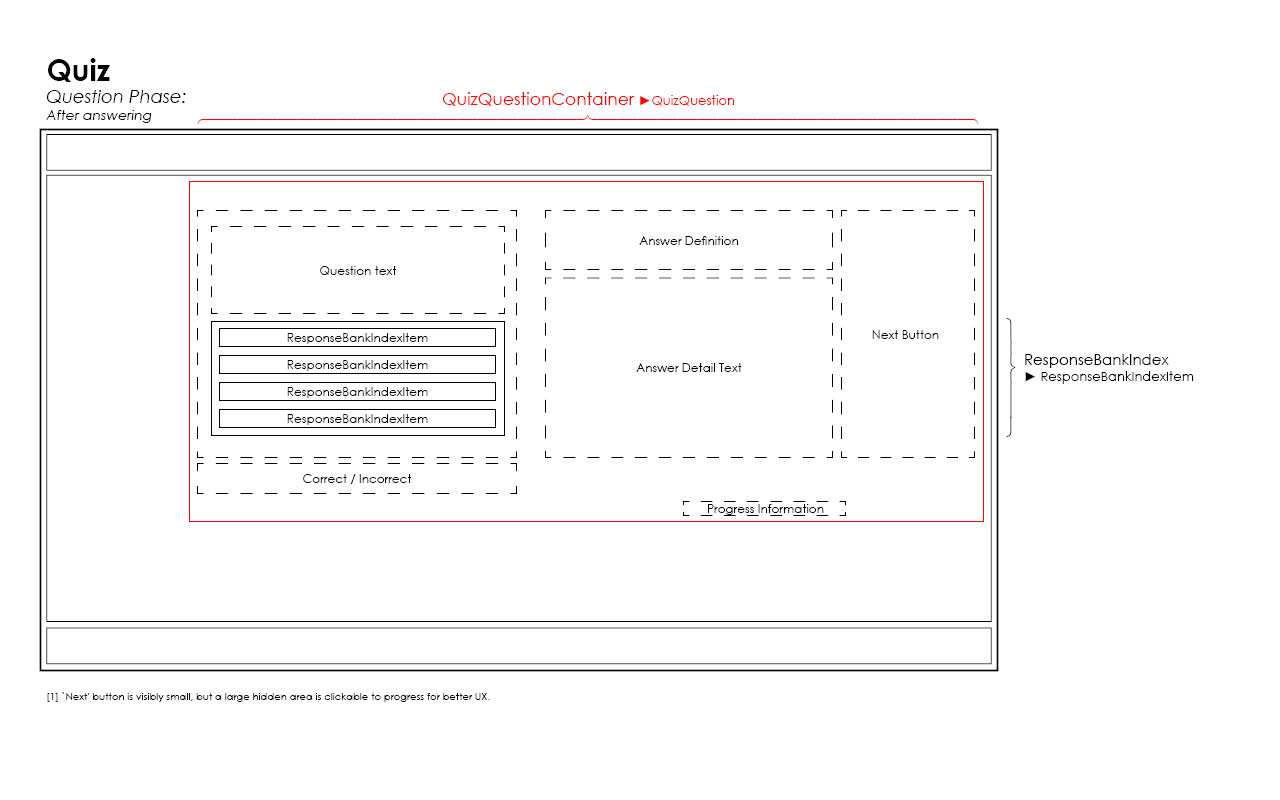 Quiz
Question Phase:
After answering
QuizQuestionContainer ►QuizQuestion
Question text
ResponseBankIndexItem
ResponseBankIndexItem
ResponseBankIndexItem
ResponseBankIndexItem
Correct / Incorrect
Answer Definition
Answer Detail Text
Next Button
Progress Information
ResponseBankIndex
► ResponseBankIndexItem
[1] `Next' button is visibly small, but a large hidden area is clickable to progress for better UX.